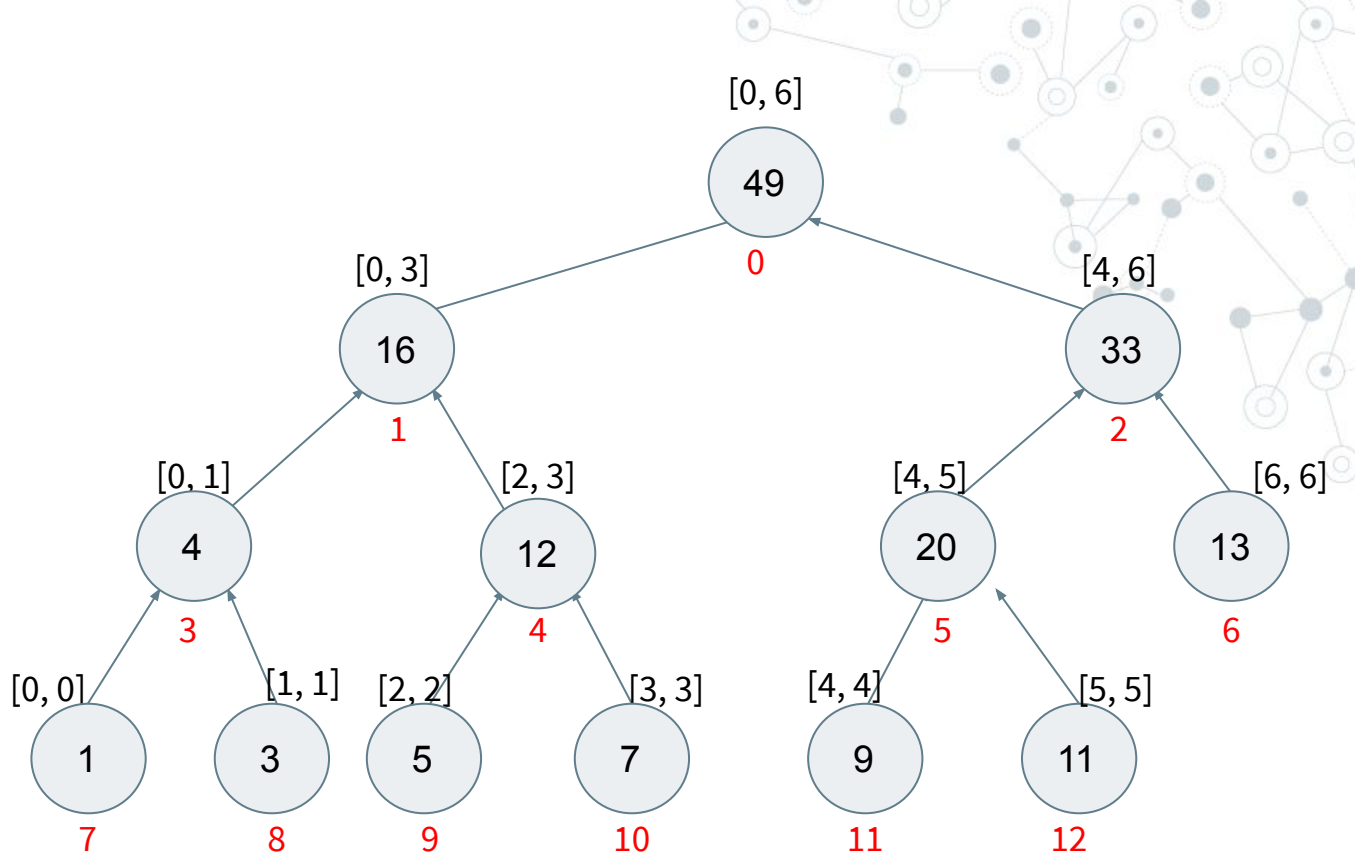 [0, 6]
49
0
[0, 3] [4, 6]
16 33
1 2
[0, 1] [2, 3] [4, 5] [6, 6]
4 12 20 13
3 4 5 6
[0, 0] [1, 1] [2, 2] [3, 3] [4, 4] [5, 5]
1 3 5 7 9 11
7 8 9 10 11 12